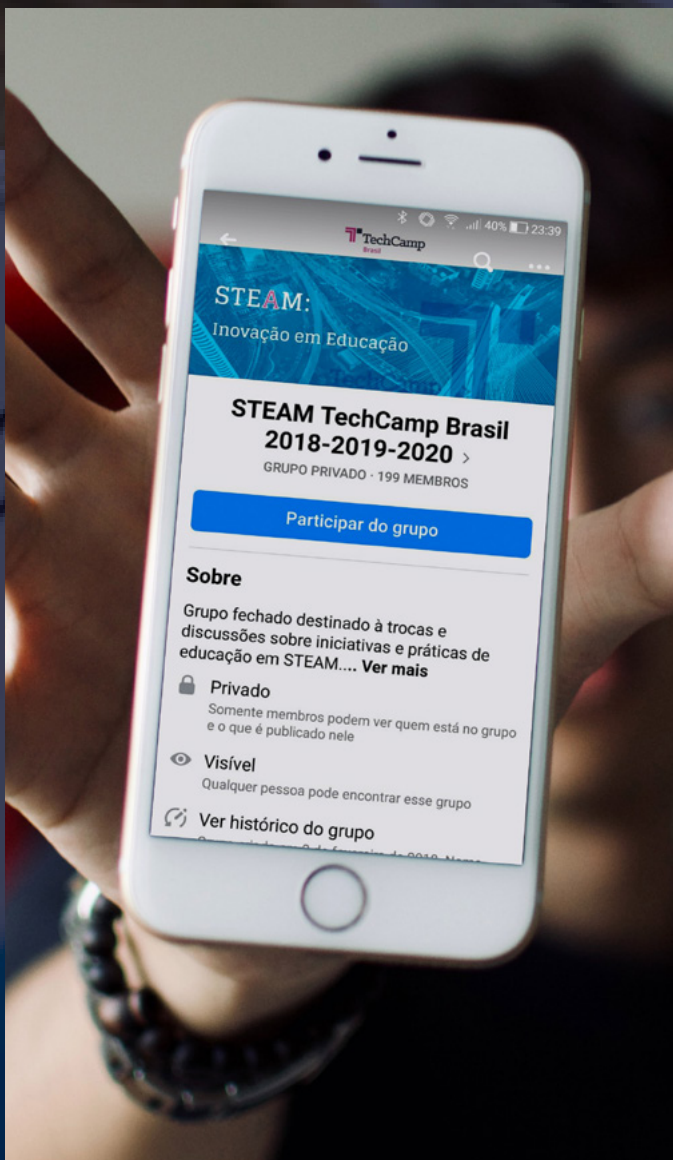 40% 23:39
TechCamp
Brasil
STEAM:
Inovação em Educação
TechCamp
STEAM TechCamp Brasil
2018-2019-2020 >
GRUPO PRIVADO · 199 MEMBROS
Participar do grupo
Sobre
Grupo fechado destinado à trocas e
discussões sobre iniciativas e práticas de
educação em STEAM.... Ver mais
Privado
Somente membros podem ver quem está no grupo
e o que é publicado nele
Visível
Qualquer pessoa pode encontrar esse grupo
Ver histórico do grupo